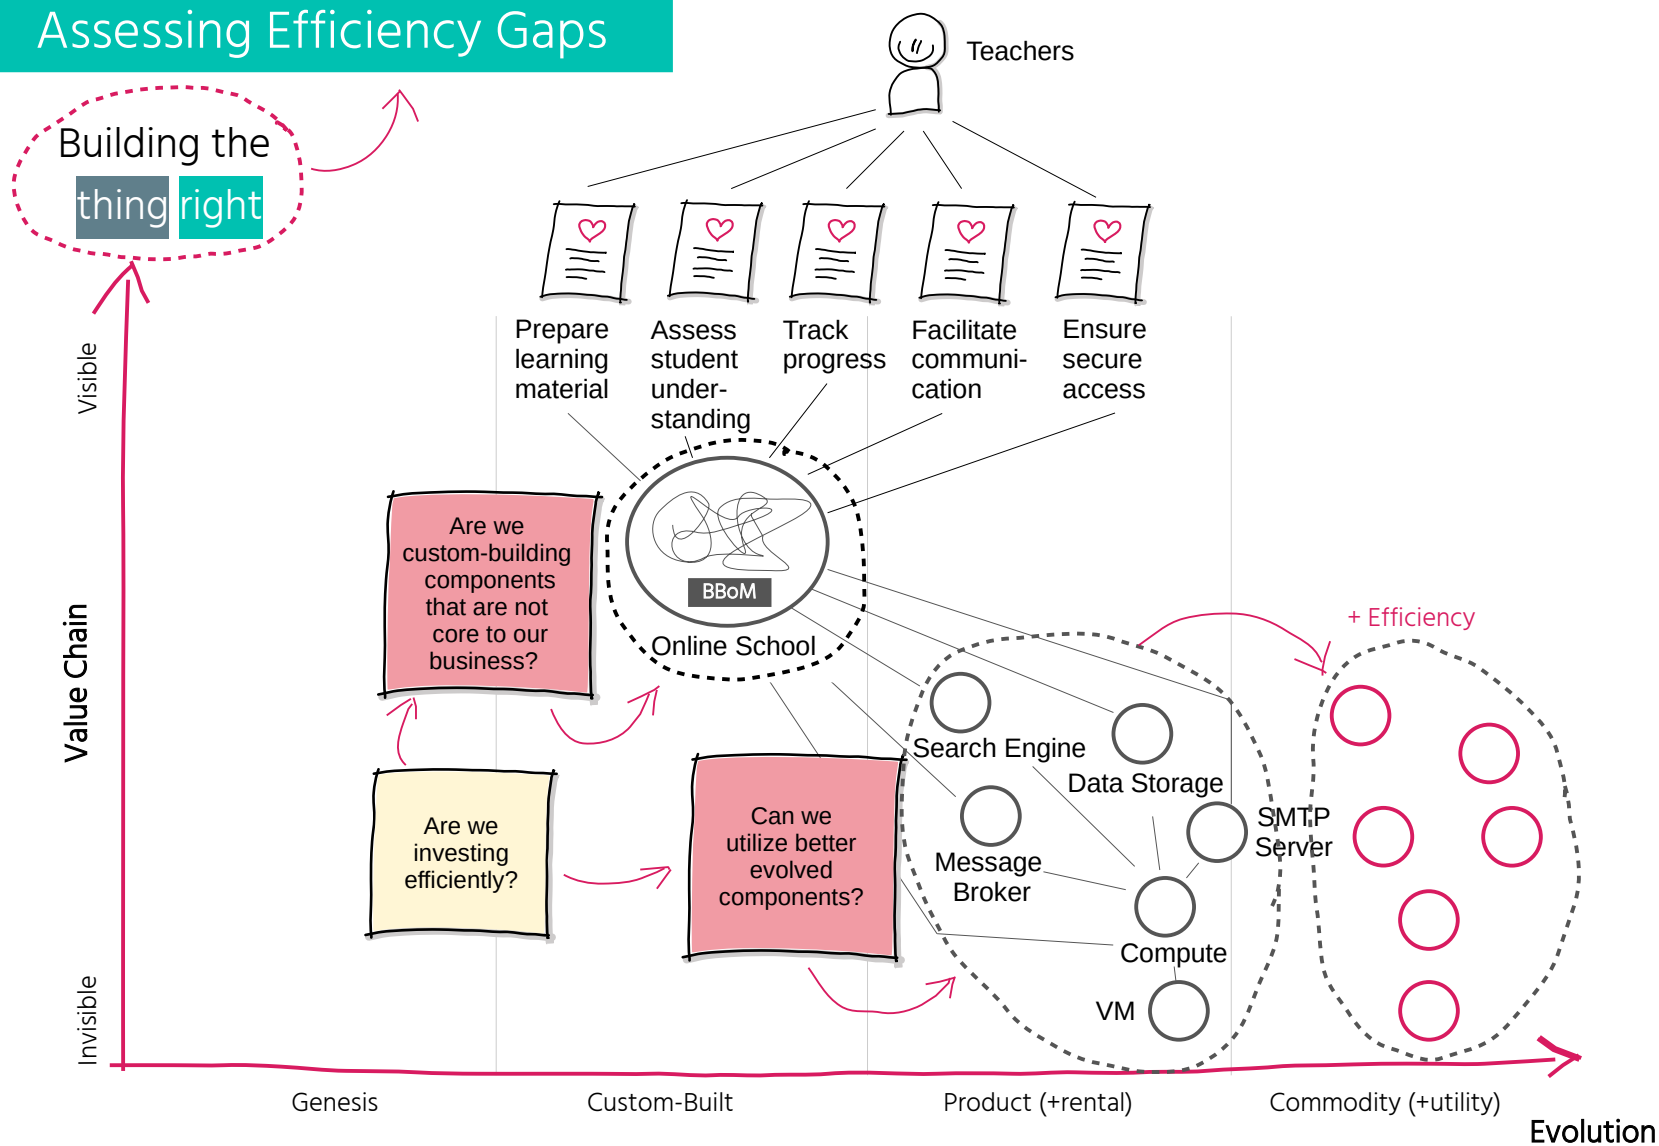 Assessing Efficiency Gaps
Teachers
Building the
thing right
Prepare
learning
material
Assess
student
under-
standing
Track
progress
Facilitate
communi-
cation
Ensure
secure
access
Visible
Value Chain
Invisible
Are we
custom-building
components
that are not
core to our
business?
BBoM
Online School
+ Efficiency
Are we
investing
efficiently?
Can we
utilize better
evolved
components?
Search Engine
Data Storage
SMTP
Server
Message
Broker
Compute
VM
Genesis
Custom-Built
Product (+rental)
Commodity (+utility)
Evolution